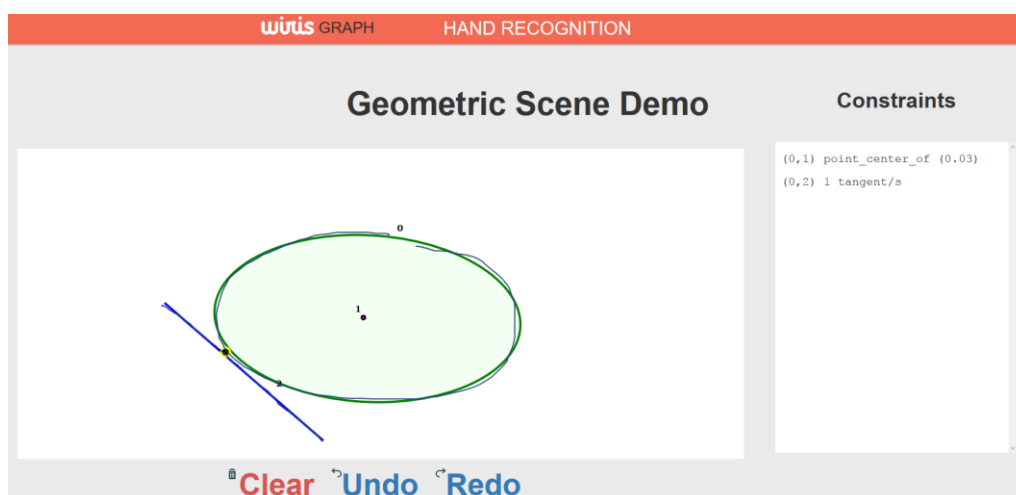 wiris GRAPH HAND RECOGNITION
Geometric Scene Demo
Constraints
(0,1) point_center_of (0.03)
(0,2) 1 tangent/s
0
1
2
Clear Undo Redo